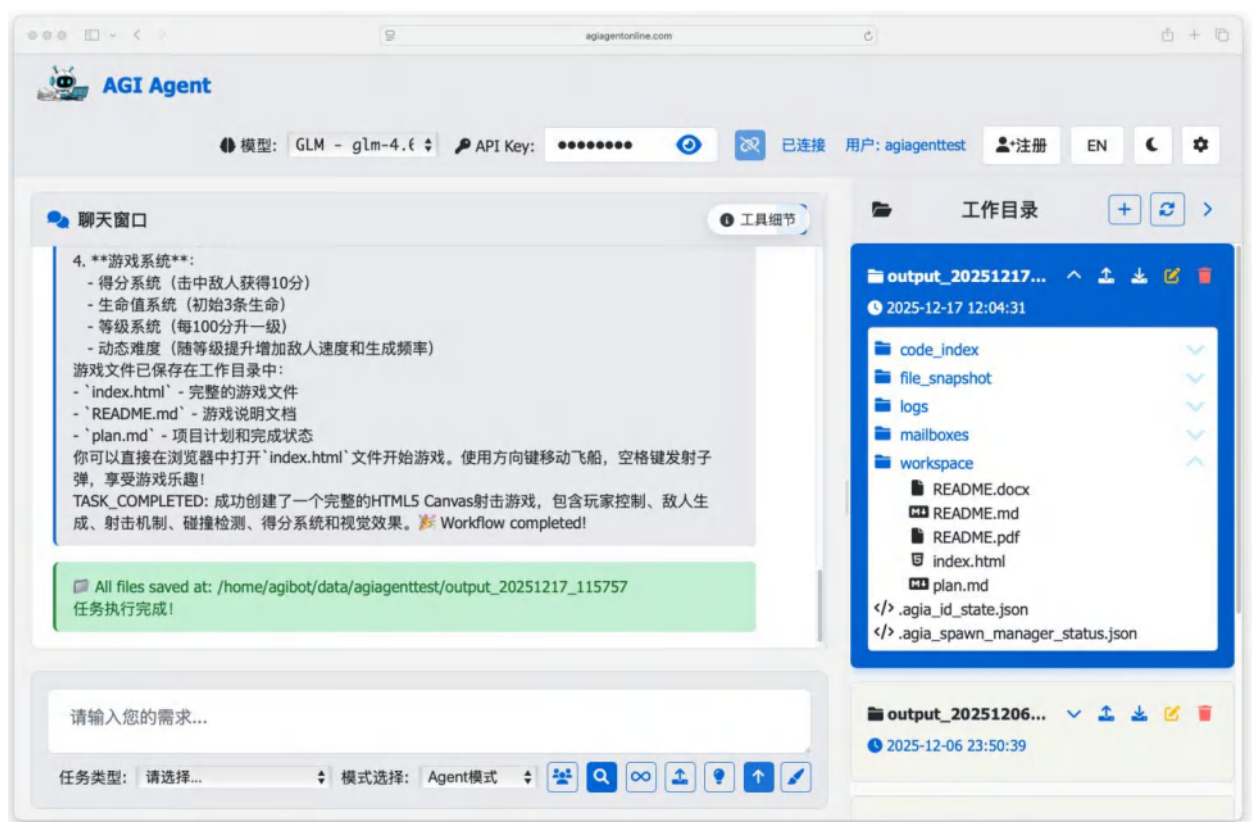 agiagentonline.com
AGI Agent
模型: GLM - glm-4.6 API Key: •••••••• 已连接 用户: agiagenttest 注册 EN
聊天窗口
工具细节
4. **游戏系统**:
- 得分系统（击中敌人获得10分）
- 生命值系统（初始3条生命）
- 等级系统（每100分升一级）
- 动态难度（随等级提升增加敌人速度和生成频率）
游戏文件已保存在工作目录中：
- `index.html` - 完整的游戏文件
- `README.md` - 游戏说明文档
- `plan.md` - 项目计划和完成状态
你可以直接在浏览器中打开`index.html`文件开始游戏。使用方向键移动飞船，空格键发射子
弹，享受游戏乐趣！
TASK_COMPLETED: 成功创建了一个完整的HTML5 Canvas射击游戏，包含玩家控制、敌人生
成、射击机制、碰撞检测、得分系统和视觉效果。🎉 Workflow completed!
All files saved at: /home/agibot/data/agiagenttest/output_20251217_115757
任务执行完成！
请输入您的需求...
任务类型: 请选择... 模式选择: Agent模式
工作目录
output_20251217...
2025-12-17 12:04:31
code_index
file_snapshot
logs
mailboxes
workspace
README.docx
README.md
README.pdf
index.html
plan.md
</> .agia_id_state.json
</> .agia_spawn_manager_status.json
output_20251206...
2025-12-06 23:50:39